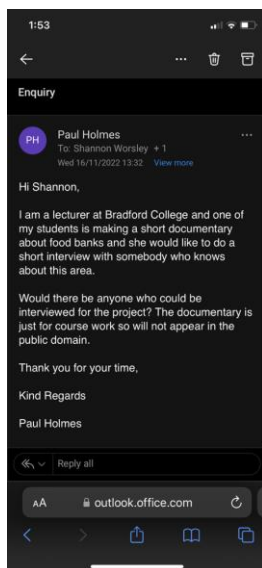 1:53
Enquiry
PH
Paul Holmes
To: Shannon Worsley + 1
Wed 16/11/2022 13.32 View more
Hi Shannon,
I am a lecturer at Bradford College and one of
my students is making a short documentary
about food banks and she would like to do a
short interview with somebody who knows
about this area.
Would there be anyone who could be
interviewed for the project? The documentary is
just for course work so will not appear in the
public domain.
Thank you for your time,
Kind Regards
Paul Holmes
Reply all
AA outlook.office.com